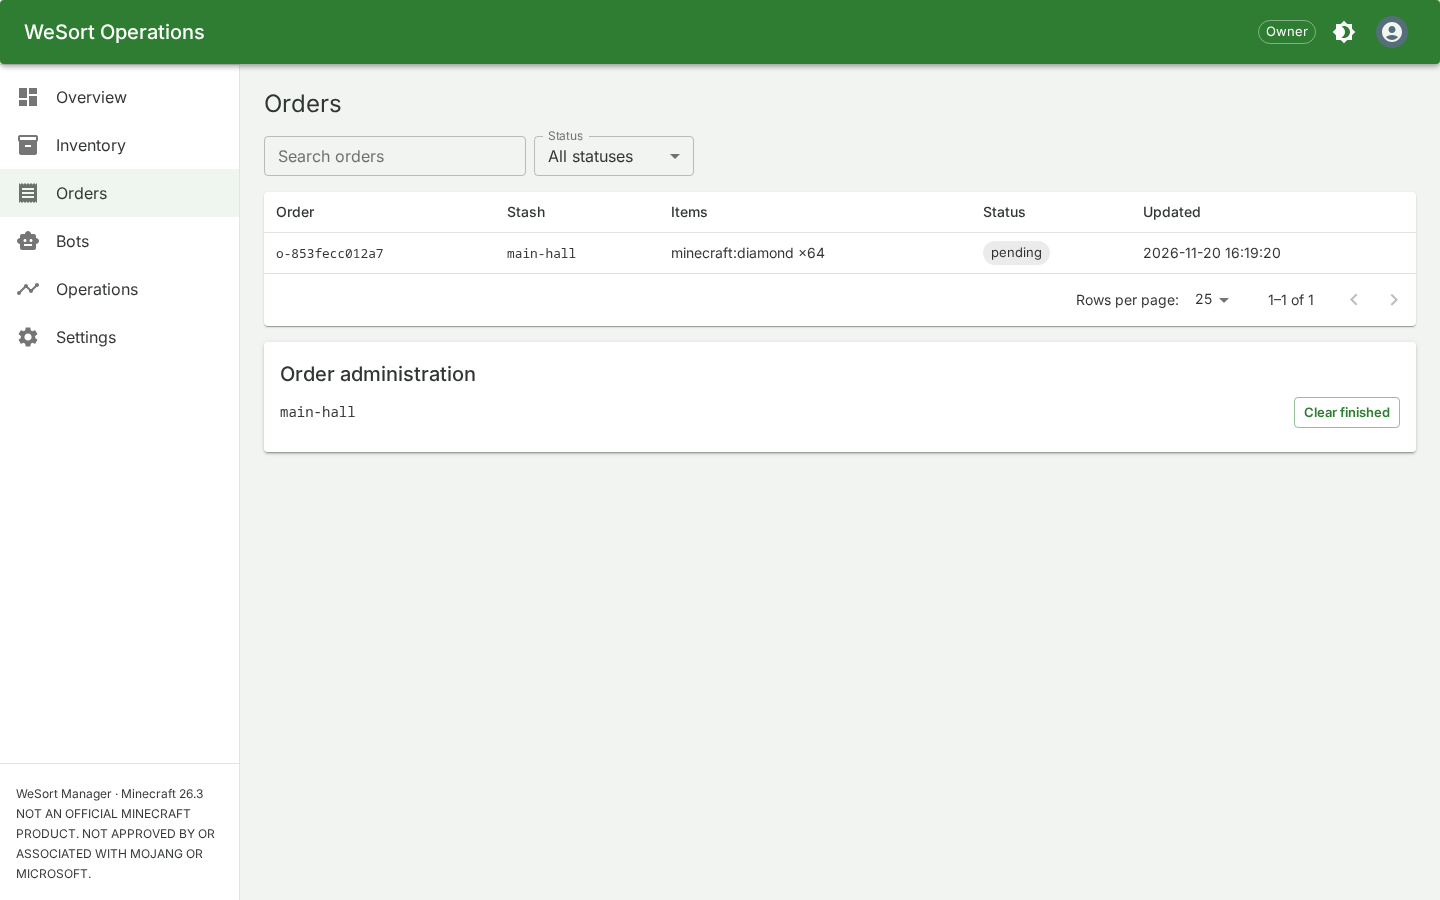 WeSort Operations
Owner
Overview
Inventory
Orders
Bots
Operations
Settings
WeSort Manager · Minecraft 26.3
NOT AN OFFICIAL MINECRAFT
PRODUCT. NOT APPROVED BY OR
ASSOCIATED WITH MOJANG OR
MICROSOFT.
Orders
Search orders
Status
All statuses
Order Stash Items Status Updated
o-853fecc012a7 main-hall minecraft:diamond ×64 pending 2026-11-20 16:19:20
Rows per page: 25 1–1 of 1
Order administration
main-hall Clear finished